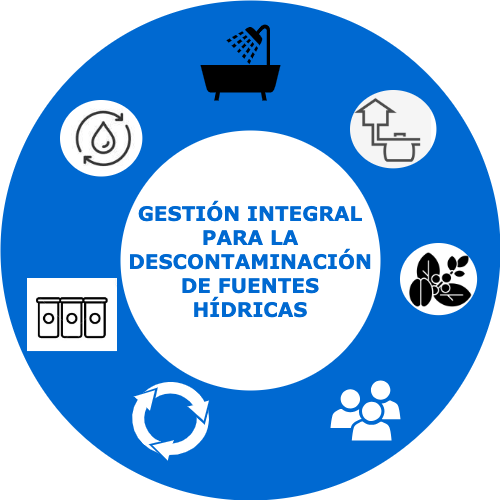 GESTIÓN INTEGRAL
PARA LA
DESCONTAMINACIÓN
DE FUENTES
HÍDRICAS